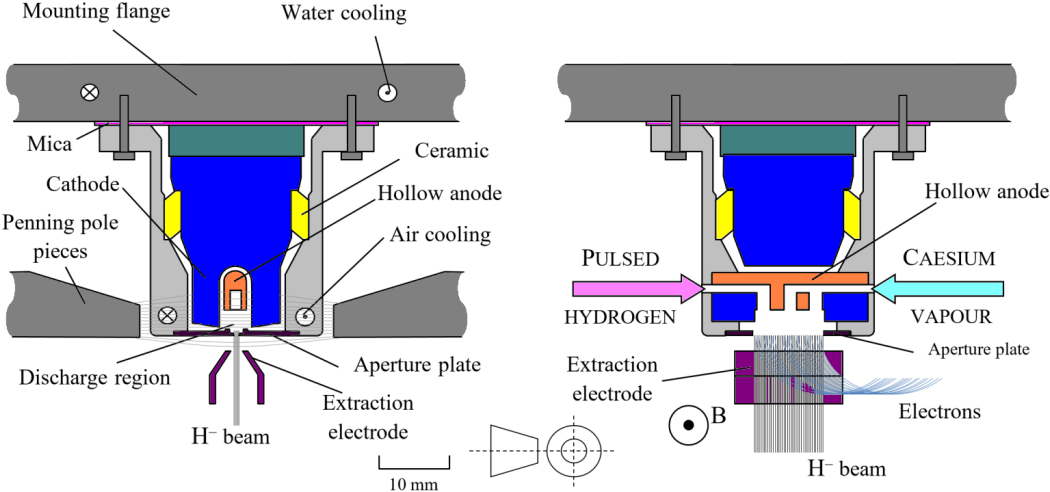 Mounting flange
Water cooling
Mica
Ceramic
Cathode
Hollow anode
Penning pole
pieces
Air cooling
Discharge region
Aperture plate
Extraction
electrode
H⁻ beam
10 mm
Hollow anode
PULSED
HYDROGEN
CAESIUM
VAPOUR
Aperture plate
Extraction
electrode
Electrons
B
H⁻ beam